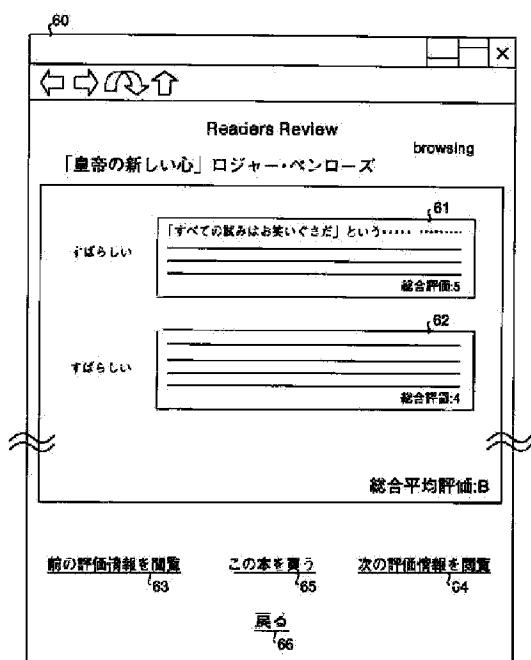 60
Readers Review
browsing
「皇帝の新しい心」ロジャー・ペンローズ
61
「すべての試みはお笑いぐさだ」という‥‥‥ ‥‥‥‥
すばらしい
総合評価:5
62
すばらしい
総合評価:4
総合平均評価:B
前の評価情報を閲覧 この本を買う 次の評価情報を閲覧
63 65 64
戻る
66